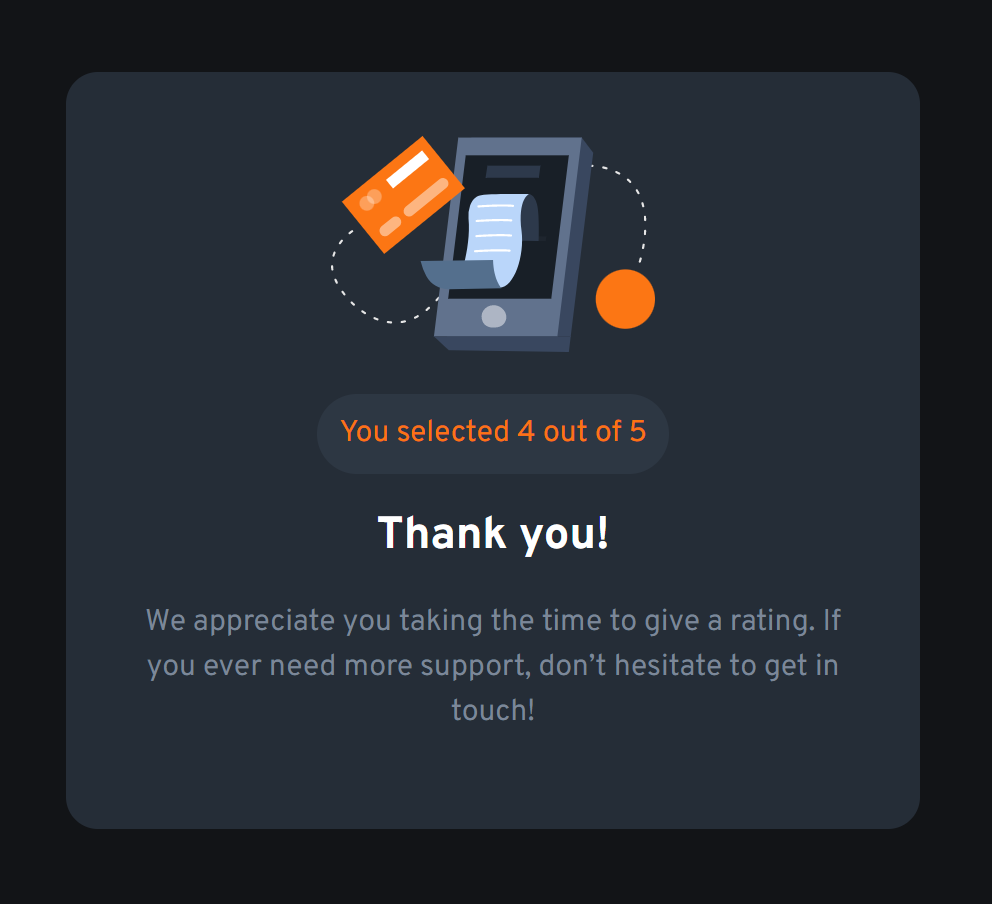 You selected 4 out of 5
Thank you!
We appreciate you taking the time to give a rating. If
you ever need more support, don’t hesitate to get in
touch!